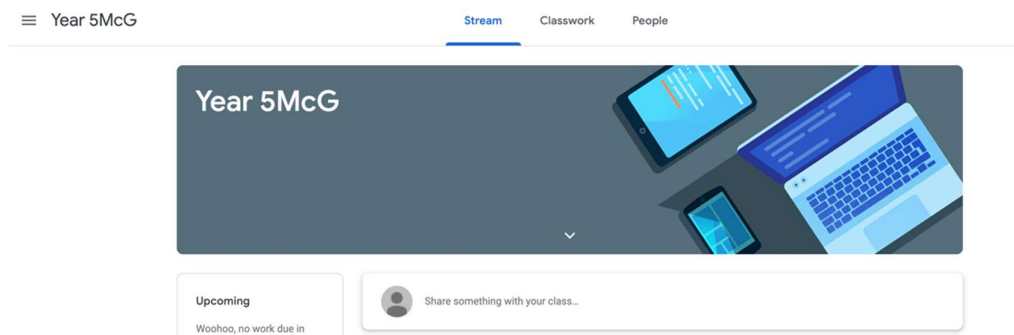 Year 5McG
Stream Classwork People
Year 5McG
Upcoming
Share something with your class...
Woohoo, no work due in